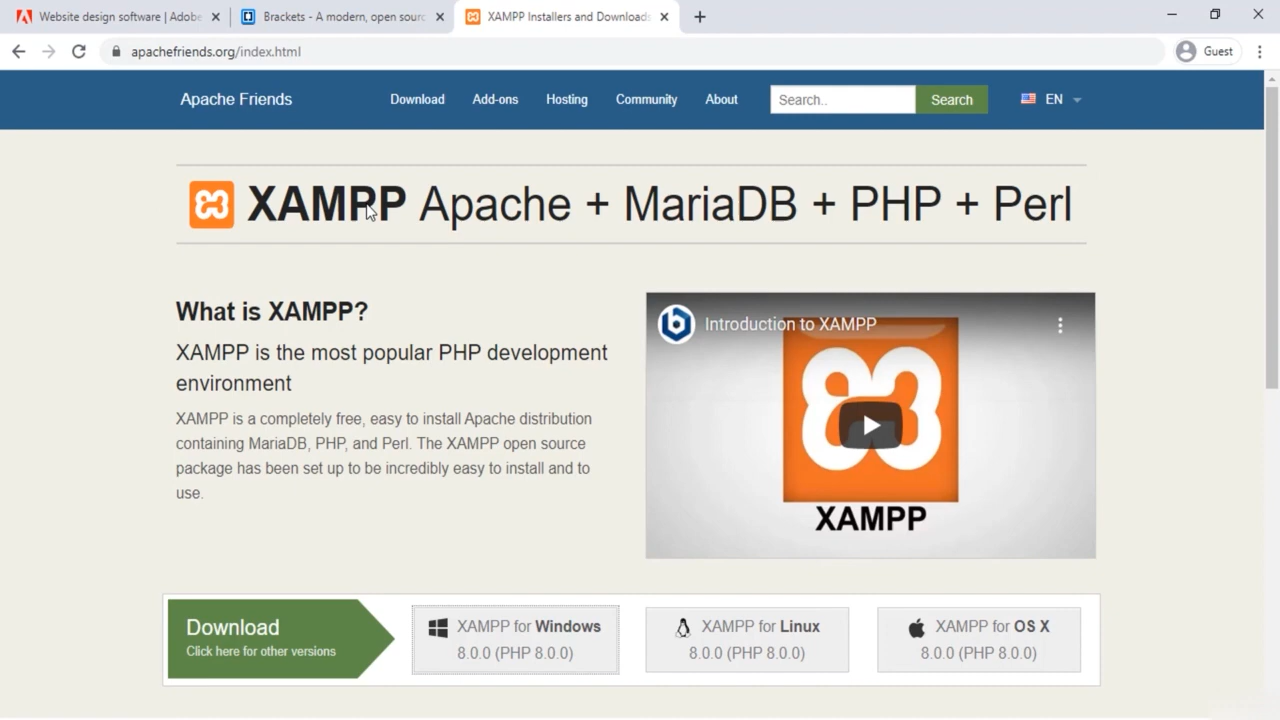 Website design software | Adobe
Brackets - A modern, open sourc
XAMPP Installers and Downloads
apachefriends.org/index.html
Guest
Apache Friends
Download
Add-ons
Hosting
Community
About
Search..
Search
EN
XAMPP Apache + MariaDB + PHP + Perl
What is XAMPP?
XAMPP is the most popular PHP development
environment
XAMPP is a completely free, easy to install Apache distribution
containing MariaDB, PHP, and Perl. The XAMPP open source
package has been set up to be incredibly easy to install and to
use.
Introduction to XAMPP
XAMPP
Download
Click here for other versions
XAMPP for Windows
8.0.0 (PHP 8.0.0)
XAMPP for Linux
8.0.0 (PHP 8.0.0)
XAMPP for OS X
8.0.0 (PHP 8.0.0)